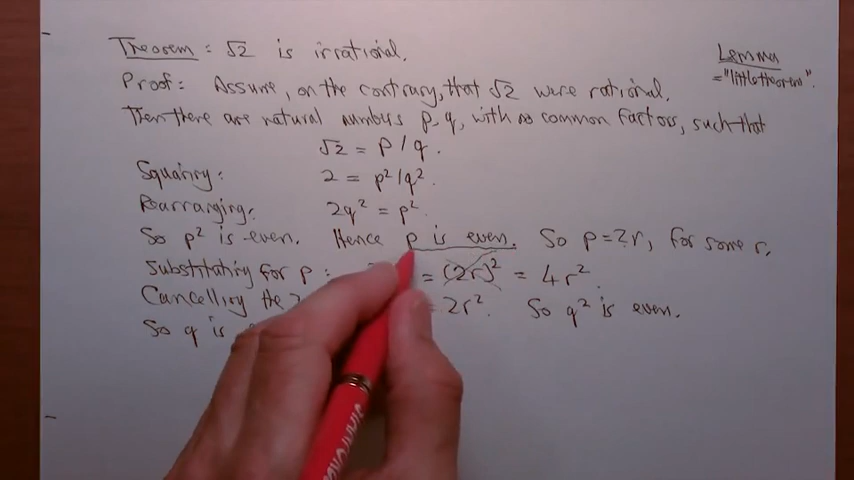 Theorem : √2 is irrational.
Lemma
= "little theorem".
Proof: Assume, on the contrary, that √2 were rational.
Then there are natural numbers p, q, with no common factors, such that
√2 = p / q.
Squaring: 2 = p²/q².
Rearranging: 2q² = p².
So p² is even. Hence p is even. So p = 2r, for some r.
Substituting for p : = (2r)² = 4r².
Cancelling the = 2r². So q² is even.
So q is